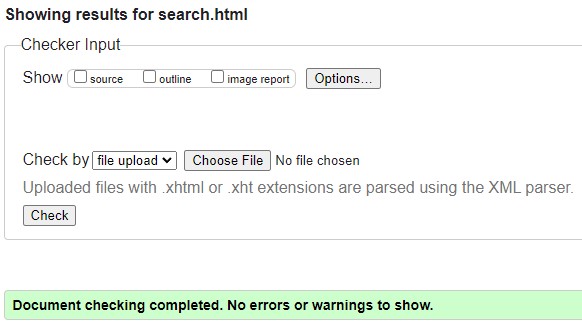 Showing results for search.html
Checker Input
Show source outline image report Options...
Check by file upload Choose File No file chosen
Uploaded files with .xhtml or .xht extensions are parsed using the XML parser.
Check
Document checking completed. No errors or warnings to show.